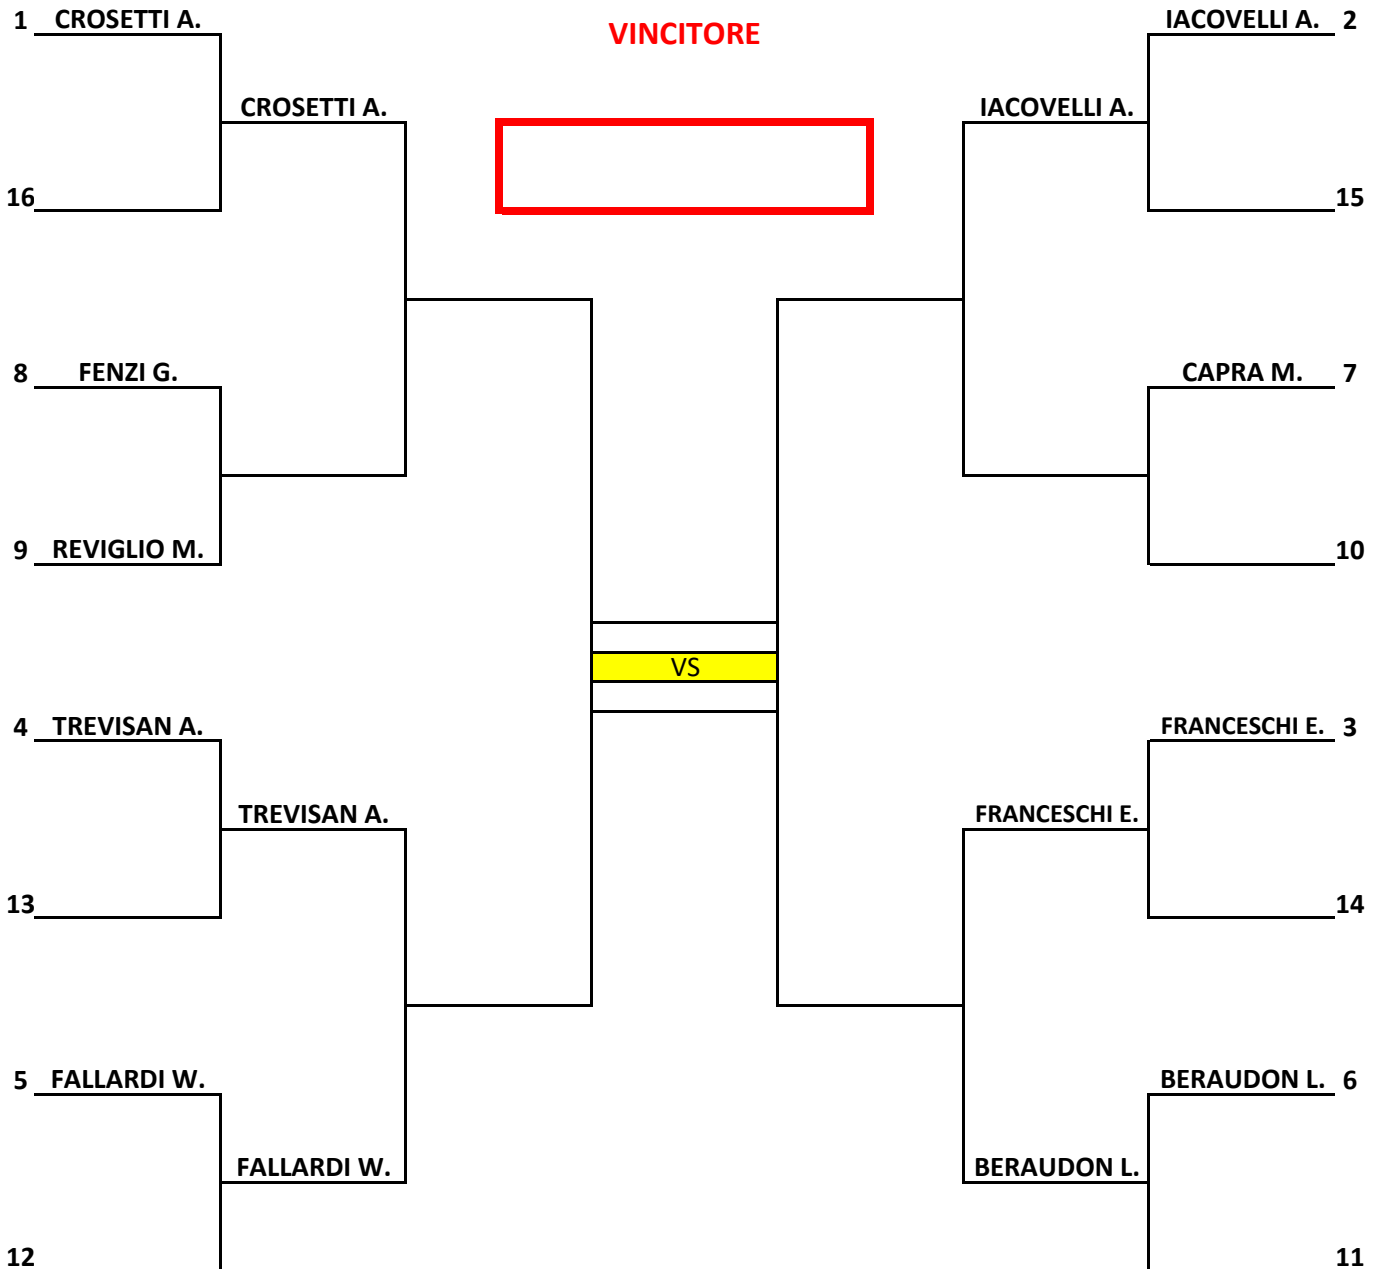 1 CROSETTI A.
IACOVELLI A. 2
VINCITORE
CROSETTI A.
IACOVELLI A.
16
15
8 FENZI G.
CAPRA M. 7
9 REVIGLIO M.
10
VS
4 TREVISAN A.
FRANCESCHI E. 3
TREVISAN A.
FRANCESCHI E.
13
14
5 FALLARDI W.
BERAUDON L. 6
FALLARDI W.
BERAUDON L.
12
11